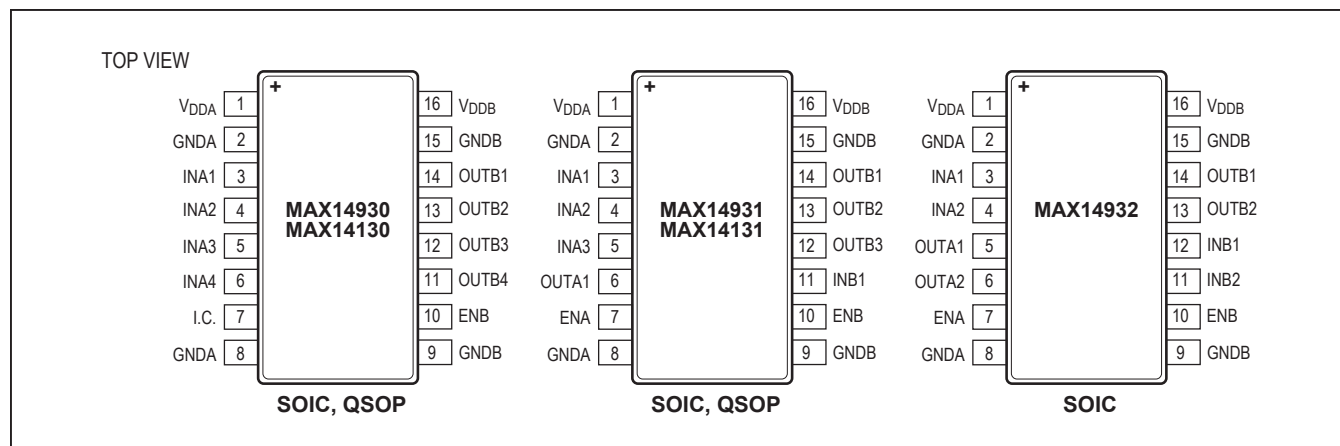 TOP VIEW
+
VDDA 1 16 VDDB
GNDA 2 15 GNDB
INA1 3 14 OUTB1
INA2 4 13 OUTB2
INA3 5 12 OUTB3
INA4 6 11 OUTB4
I.C. 7 10 ENB
GNDA 8 9 GNDB
MAX14930
MAX14130
SOIC, QSOP
+
VDDA 1 16 VDDB
GNDA 2 15 GNDB
INA1 3 14 OUTB1
INA2 4 13 OUTB2
INA3 5 12 OUTB3
OUTA1 6 11 INB1
ENA 7 10 ENB
GNDA 8 9 GNDB
MAX14931
MAX14131
SOIC, QSOP
+
VDDA 1 16 VDDB
GNDA 2 15 GNDB
INA1 3 14 OUTB1
INA2 4 13 OUTB2
OUTA1 5 12 INB1
OUTA2 6 11 INB2
ENA 7 10 ENB
GNDA 8 9 GNDB
MAX14932
SOIC